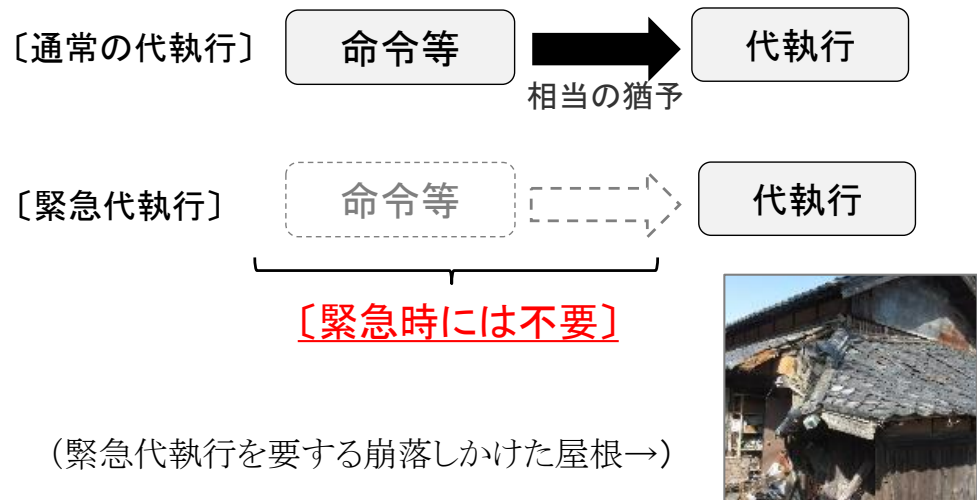 〔通常の代執行〕 命令等 代執行
相当の猶予
〔緊急代執行〕 命令等 代執行
〔緊急時には不要〕
（緊急代執行を要する崩落しかけた屋根→）